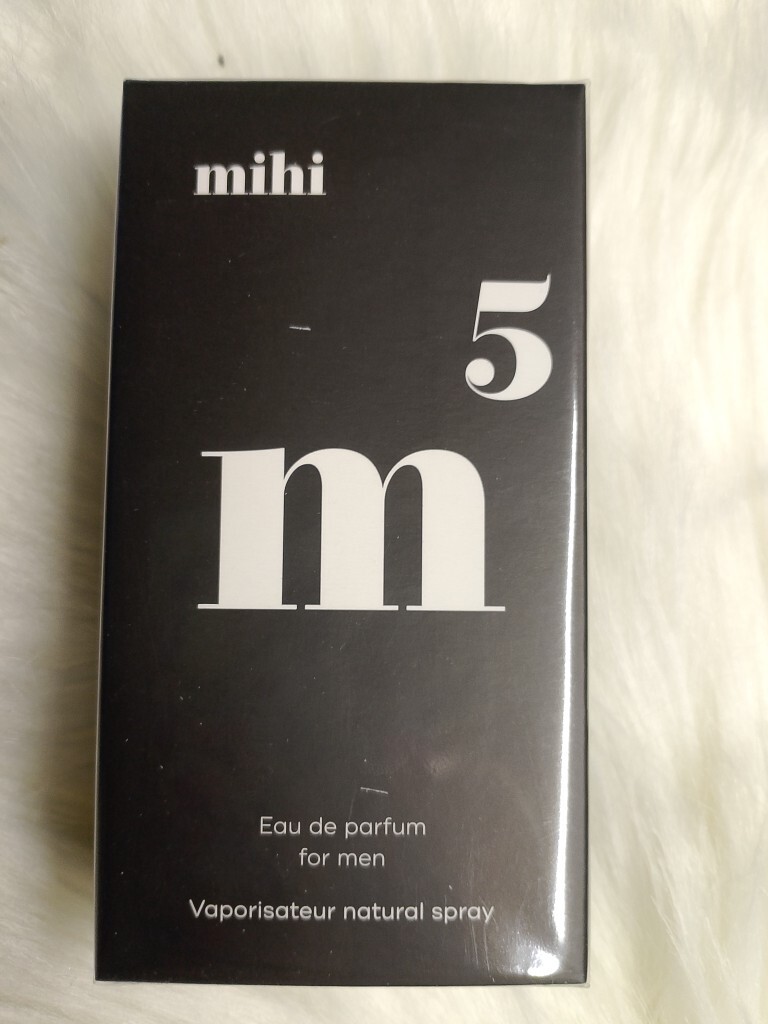 mihi
5
m
Eau de parfum
for men
Vaporisateur natural spray